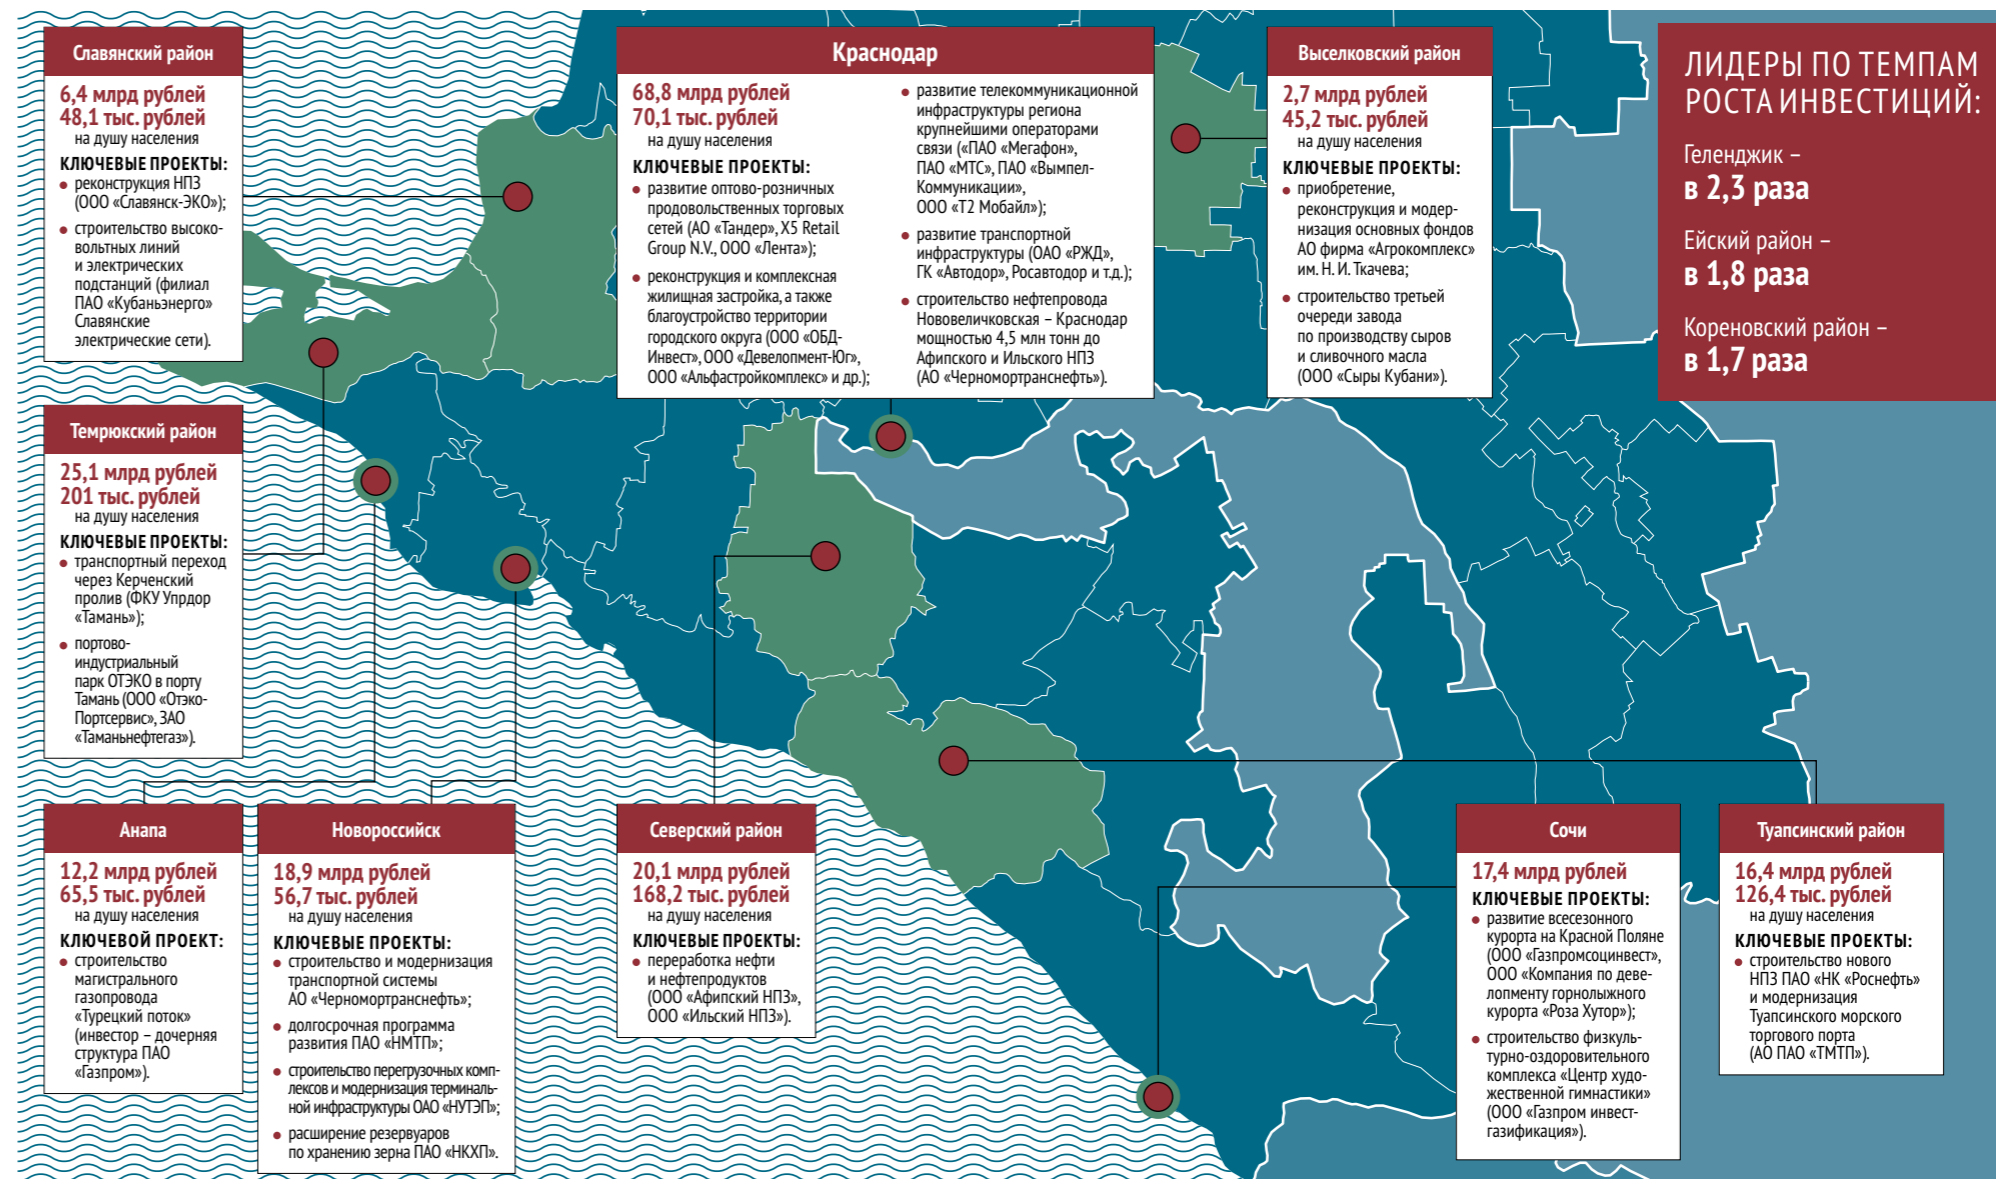 Славянский район
6,4 млрд рублей
48,1 тыс. рублей
на душу населения
КЛЮЧЕВЫЕ ПРОЕКТЫ:
• реконструкция НПЗ
(ООО «Славянск-ЭКО»);
• строительство высоко-
вольтных линий
и электрических
подстанций (филиал
ПАО «Кубаньэнерго»
Славянские
электрические сети).
Краснодар
68,8 млрд рублей
70,1 тыс. рублей
на душу населения
КЛЮЧЕВЫЕ ПРОЕКТЫ:
• развитие оптово-розничных
продовольственных торговых
сетей (АО «Тандер», X5 Retail
Group N.V., ООО «Лента»);
• реконструкция и комплексная
жилищная застройка, а также
благоустройство территории
городского округа (ООО «ОБД-
Инвест», ООО «Девелопмент-Юг»,
ООО «Альфастройкомплекс» и др.);
• развитие телекоммуникационной
инфраструктуры региона
крупнейшими операторами
связи («ПАО «Мегафон»,
ПАО «МТС», ПАО «Вымпел-
Коммуникации»,
ООО «Т2 Мобайл»);
• развитие транспортной
инфраструктуры (ОАО «РЖД»,
ГК «Автодор», Росавтодор и т.д.);
• строительство нефтепровода
Нововеличковская – Краснодар
мощностью 4,5 млн тонн до
Афипского и Ильского НПЗ
(АО «Черномортранснефть»).
Выселковский район
2,7 млрд рублей
45,2 тыс. рублей
на душу населения
КЛЮЧЕВЫЕ ПРОЕКТЫ:
• приобретение,
реконструкция и модер-
низация основных фондов
АО фирма «Агрокомплекс»
им. Н. И. Ткачева;
• строительство третьей
очереди завода
по производству сыров
и сливочного масла
(ООО «Сыры Кубани»).
ЛИДЕРЫ ПО ТЕМПАМ
РОСТА ИНВЕСТИЦИЙ:
Геленджик –
в 2,3 раза
Ейский район –
в 1,8 раза
Кореновский район –
в 1,7 раза
Темрюкский район
25,1 млрд рублей
201 тыс. рублей
на душу населения
КЛЮЧЕВЫЕ ПРОЕКТЫ:
• транспортный переход
через Керченский
пролив (ФКУ Упрдор
«Тамань»);
• портово-
индустриальный
парк ОТЭКО в порту
Тамань (ООО «Отэко-
Портсервис», ЗАО
«Таманьнефтегаз»).
Анапа
12,2 млрд рублей
65,5 тыс. рублей
на душу населения
КЛЮЧЕВОЙ ПРОЕКТ:
• строительство
магистрального
газопровода
«Турецкий поток»
(инвестор – дочерняя
структура ПАО
«Газпром»).
Новороссийск
18,9 млрд рублей
56,7 тыс. рублей
на душу населения
КЛЮЧЕВЫЕ ПРОЕКТЫ:
• строительство и модернизация
транспортной системы
АО «Черномортранснефть»;
• долгосрочная программа
развития ПАО «НМТП»;
• строительство перегрузочных комп-
лексов и модернизация терминаль-
ной инфраструктуры ОАО «НУТЭП»;
• расширение резервуаров
по хранению зерна ПАО «НКХП».
Северский район
20,1 млрд рублей
168,2 тыс. рублей
на душу населения
КЛЮЧЕВЫЕ ПРОЕКТЫ:
• переработка нефти
и нефтепродуктов
(ООО «Афипский НПЗ»,
ООО «Ильский НПЗ»).
Сочи
17,4 млрд рублей
КЛЮЧЕВЫЕ ПРОЕКТЫ:
• развитие всесезонного
курорта на Красной Поляне
(ООО «Газпромсоцинвест»,
ООО «Компания по деве-
лопменту горнолыжного
курорта «Роза Хутор»);
• строительство физкуль-
турно-оздоровительного
комплекса «Центр худо-
жественной гимнастики»
(ООО «Газпром инвест-
газификация»).
Туапсинский район
16,4 млрд рублей
126,4 тыс. рублей
на душу населения
КЛЮЧЕВЫЕ ПРОЕКТЫ:
• строительство нового
НПЗ ПАО «НК «Роснефть»
и модернизация
Туапсинского морского
торгового порта
(АО ПАО «ТМТП»).